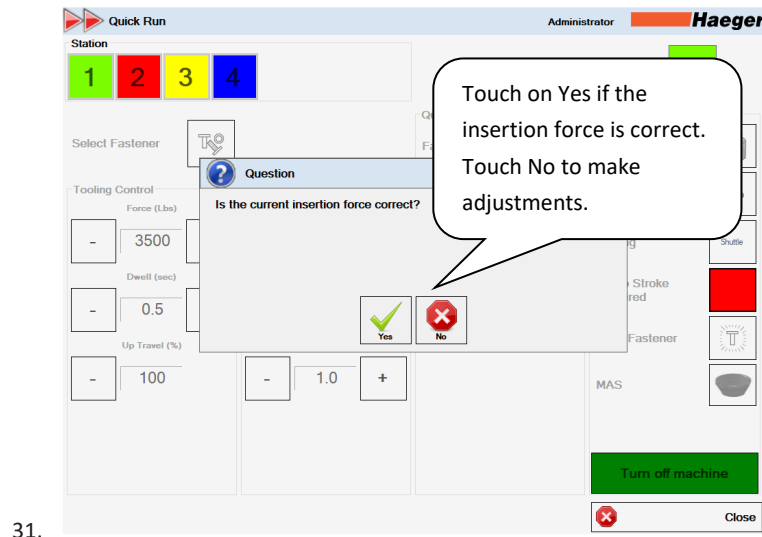 Quick Run
Administrator
Haeger
Station
1 2 3 4
Touch on Yes if the
insertion force is correct.
Touch No to make
adjustments.
Select Fastener
Question
Is the current insertion force correct?
Yes
No
Tooling Control
Force (Lbs)
- 3500
Dwell (sec)
- 0.5
Up Travel (%)
- 100
- 1.0 +
Shuttle
Stroke
Fastener
MAS
Turn off machine
Close
31.